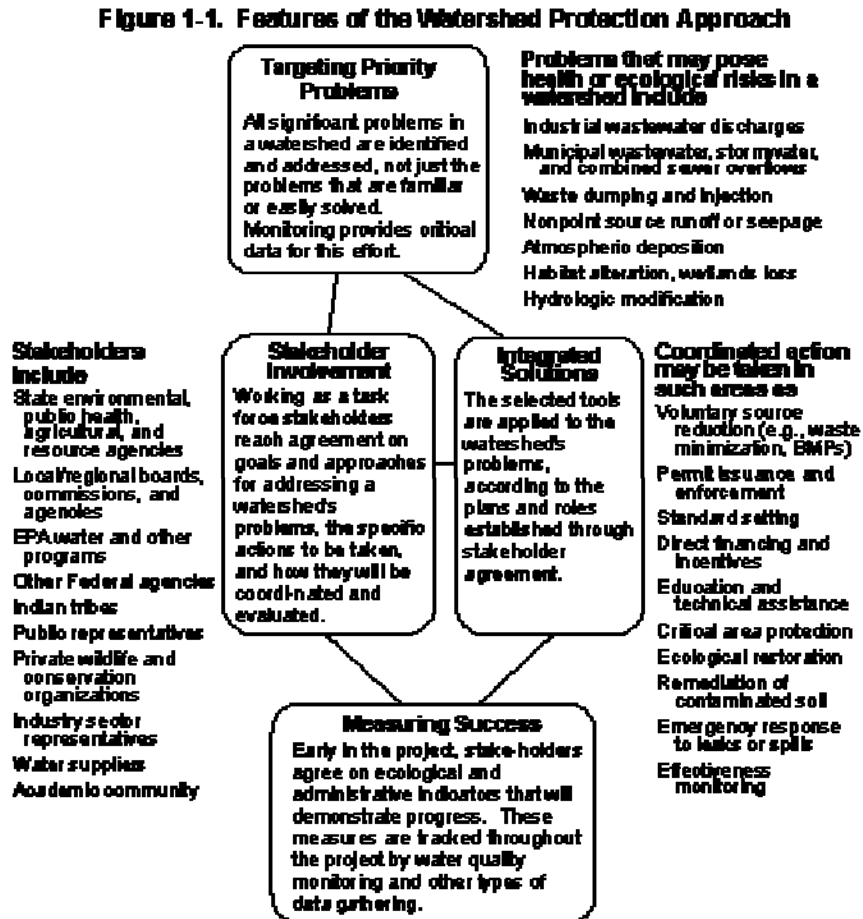 Figure 1-1. Features of the Watershed Protection Approach
Targeting Priority
Problems
All significant problems in
a watershed are identified
and addressed, not just the
problems that are familiar
or easily solved.
Monitoring provides critical
data for this effort.
Problems that may pose
health or ecological risks in a
watershed include
Industrial wastewater discharges
Municipal wastewater, stormwater,
and combined sewer overflows
Waste dumping and injection
Nonpoint source runoff or seepage
Atmospheric deposition
Habitat alteration, wetlands loss
Hydrologic modification
Stakeholders
include
State environmental,
public health,
agricultural, and
resource agencies
Local/regional boards,
commissions, and
agencies
EPA water and other
programs
Other Federal agencies
Indian tribes
Public representatives
Private wildlife and
conservation
organizations
Industry sector
representatives
Water suppliers
Academic community
Stakeholder
Involvement
Working as a task
force stakeholders
reach agreement on
goals and approaches
for addressing a
watershed's
problems, the specific
actions to be taken,
and how they will be
coordi-nated and
evaluated.
Integrated
Solutions
The selected tools
are applied to the
watershed's
problems,
according to the
plans and roles
established through
stakeholder
agreement.
Coordinated action
may be taken in
such areas as
Voluntary source
reduction (e.g., waste
minimization, BMPs)
Permit issuance and
enforcement
Standard setting
Direct financing and
incentives
Education and
technical assistance
Critical area protection
Ecological restoration
Remediation of
contaminated soil
Emergency response
to leaks or spills
Effectiveness
monitoring
Measuring Success
Early in the project, stake-holders
agree on ecological and
administrative indicators that will
demonstrate progress. These
measures are tracked throughout
the project by water quality
monitoring and other types of
data gathering.